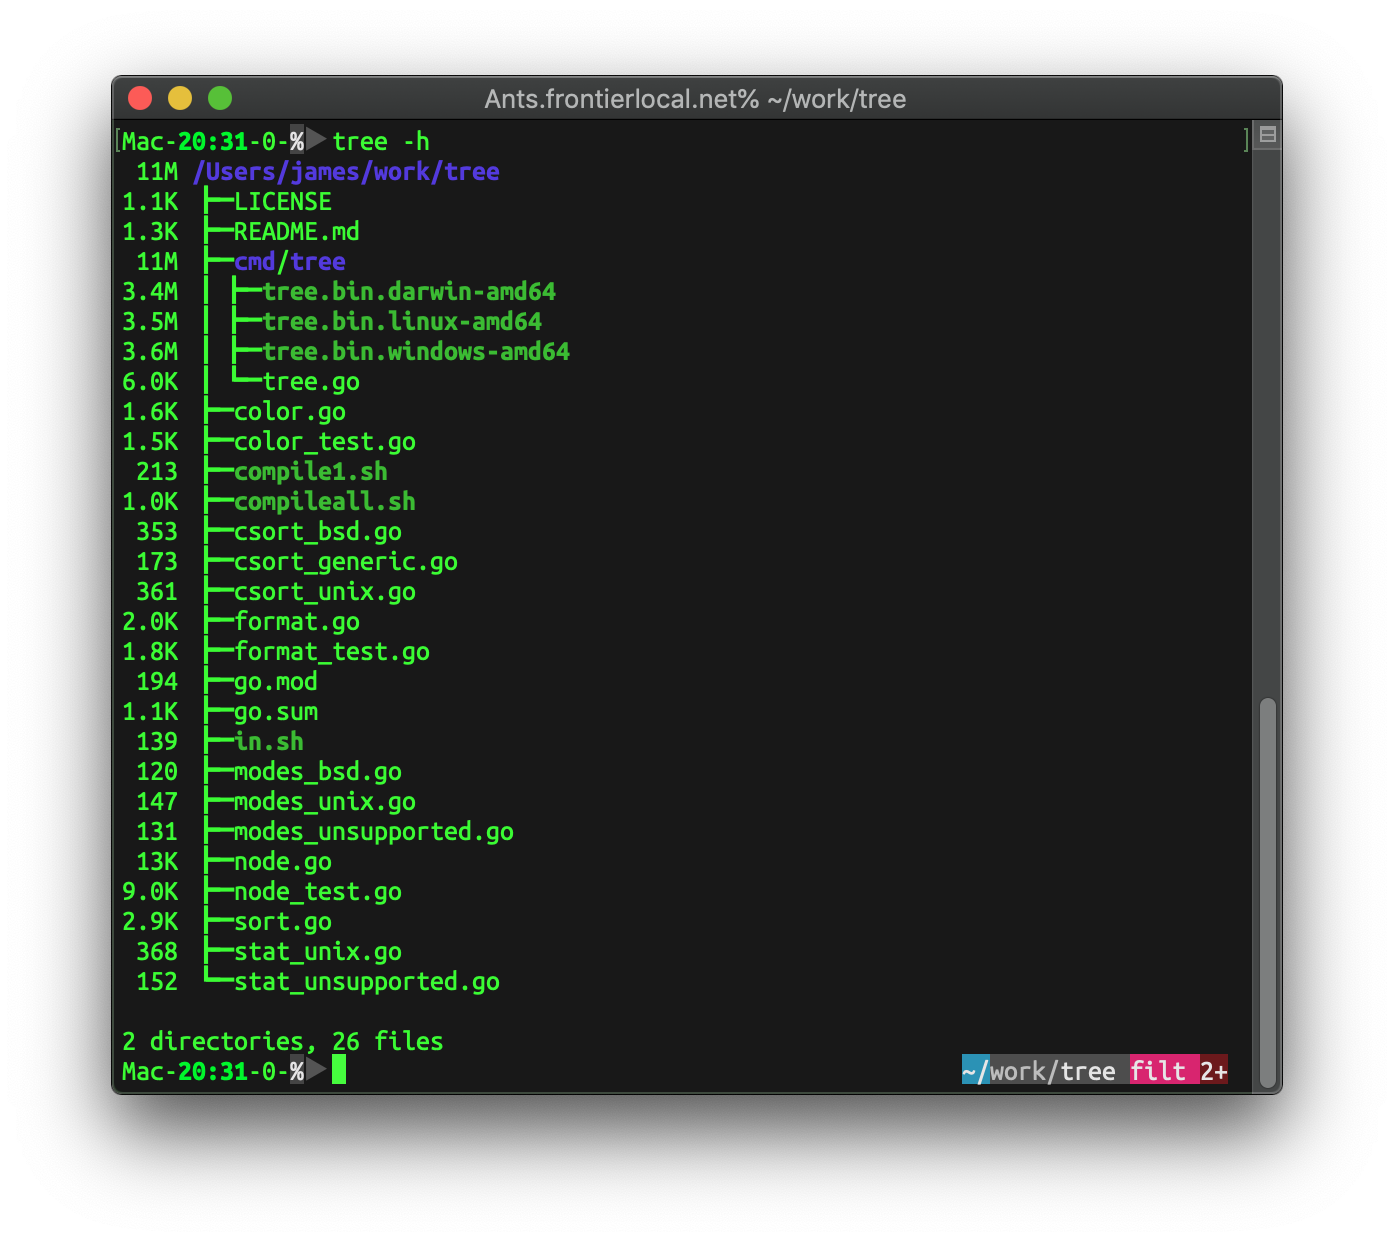 Ants.frontierlocal.net% ~/work/tree
[Mac-20:31-0-% tree -h ]
11M /Users/james/work/tree
1.1K ├──LICENSE
1.3K ├──README.md
11M ├──cmd/tree
3.4M │ ├──tree.bin.darwin-amd64
3.5M │ ├──tree.bin.linux-amd64
3.6M │ ├──tree.bin.windows-amd64
6.0K │ └──tree.go
1.6K ├──color.go
1.5K ├──color_test.go
213 ├──compile1.sh
1.0K ├──compileall.sh
353 ├──csort_bsd.go
173 ├──csort_generic.go
361 ├──csort_unix.go
2.0K ├──format.go
1.8K ├──format_test.go
194 ├──go.mod
1.1K ├──go.sum
139 ├──in.sh
120 ├──modes_bsd.go
147 ├──modes_unix.go
131 ├──modes_unsupported.go
13K ├──node.go
9.0K ├──node_test.go
2.9K ├──sort.go
368 ├──stat_unix.go
152 └──stat_unsupported.go
2 directories, 26 files
Mac-20:31-0-% ~/work/tree filt 2+